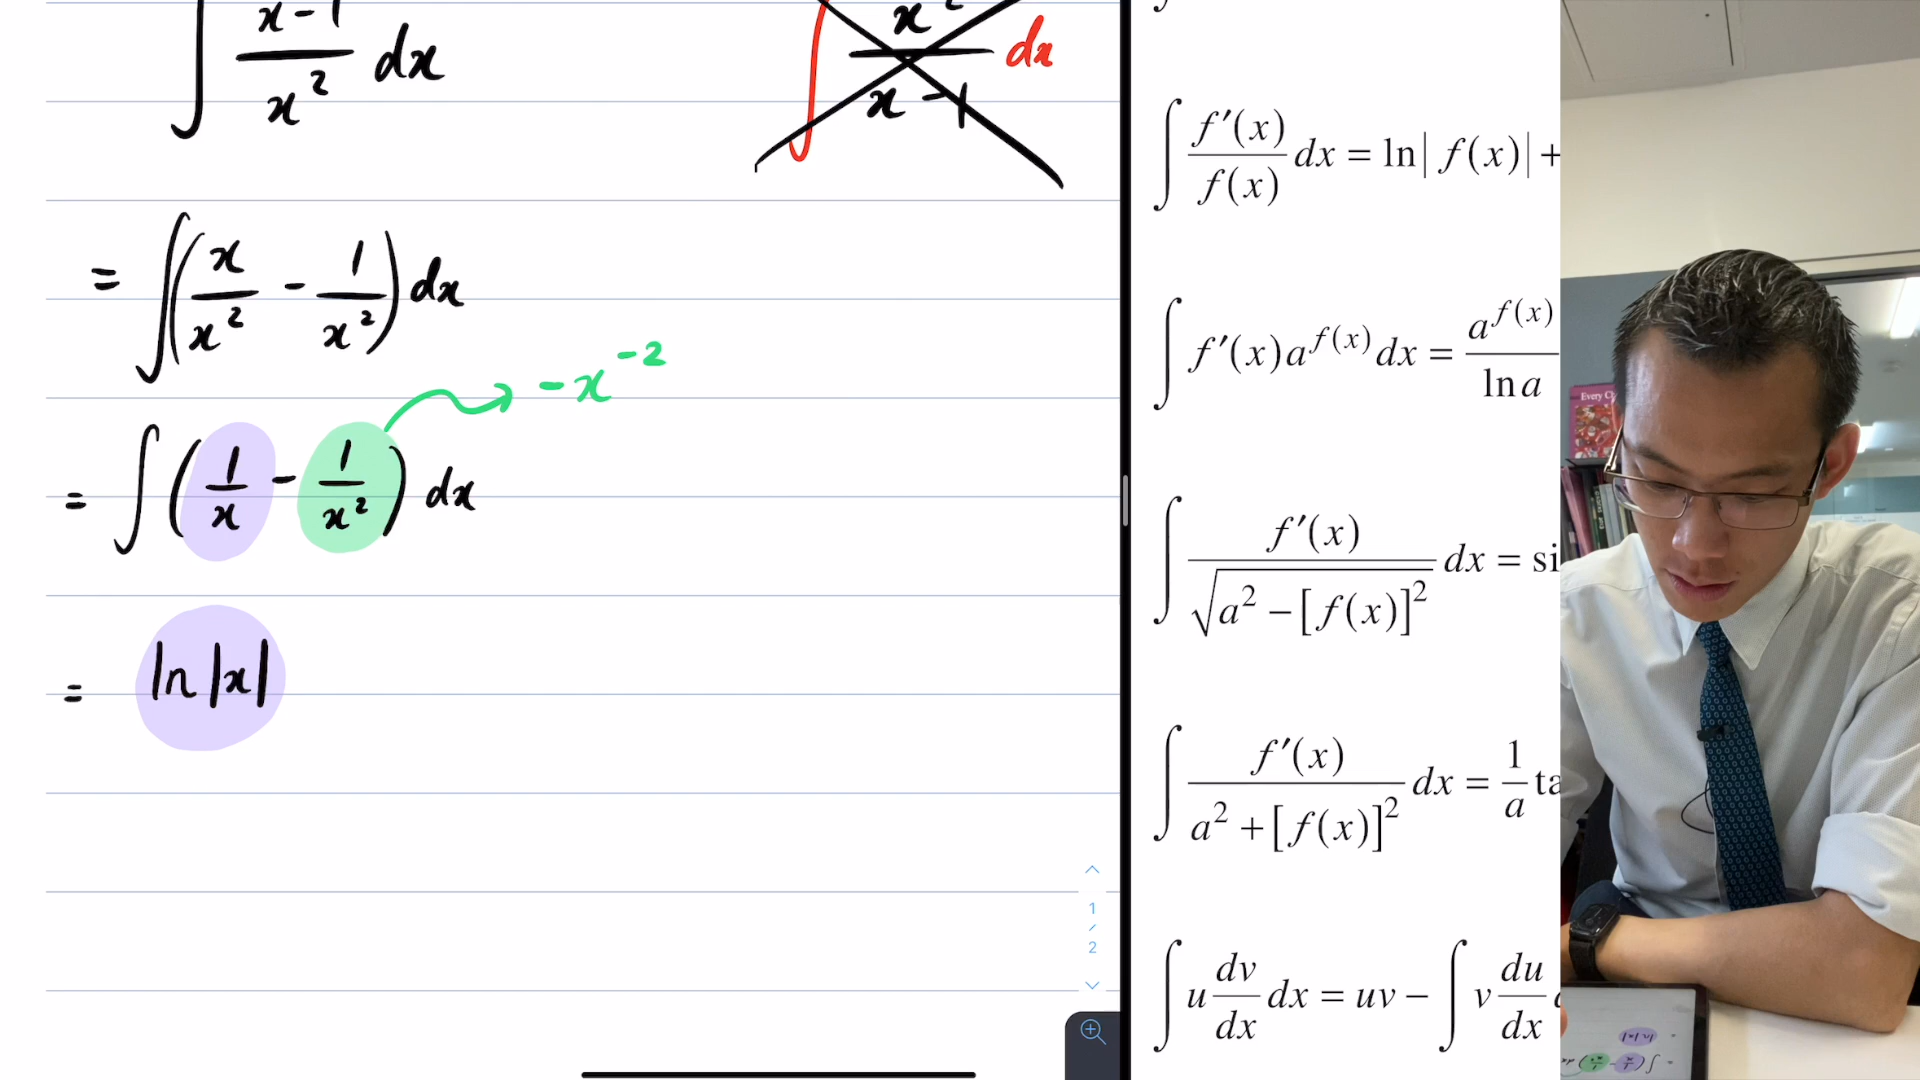 ∫ x-1/x² dx
x²/x-1 dx
= ∫(x/x² - 1/x²) dx
-x⁻²
= ∫(1/x - 1/x²) dx
= ln|x|
1/2
∫ f′(x)/f(x) dx = ln|f(x)| +
∫ f′(x)a^f(x) dx = a^f(x)/ln a
∫ f′(x)/√(a² − [f(x)]²) dx = si
∫ f′(x)/(a² + [f(x)]²) dx = 1/a ta
∫ u dv/dx dx = uv − ∫ v du/dx
Every